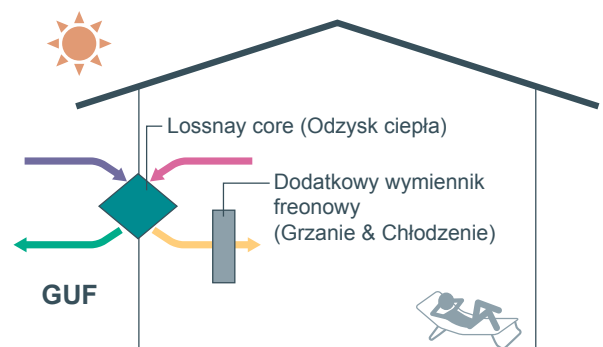 Lossnay core (Odzysk ciepła)
Dodatkowy wymiennik
freonowy
(Grzanie & Chłodzenie)
GUF